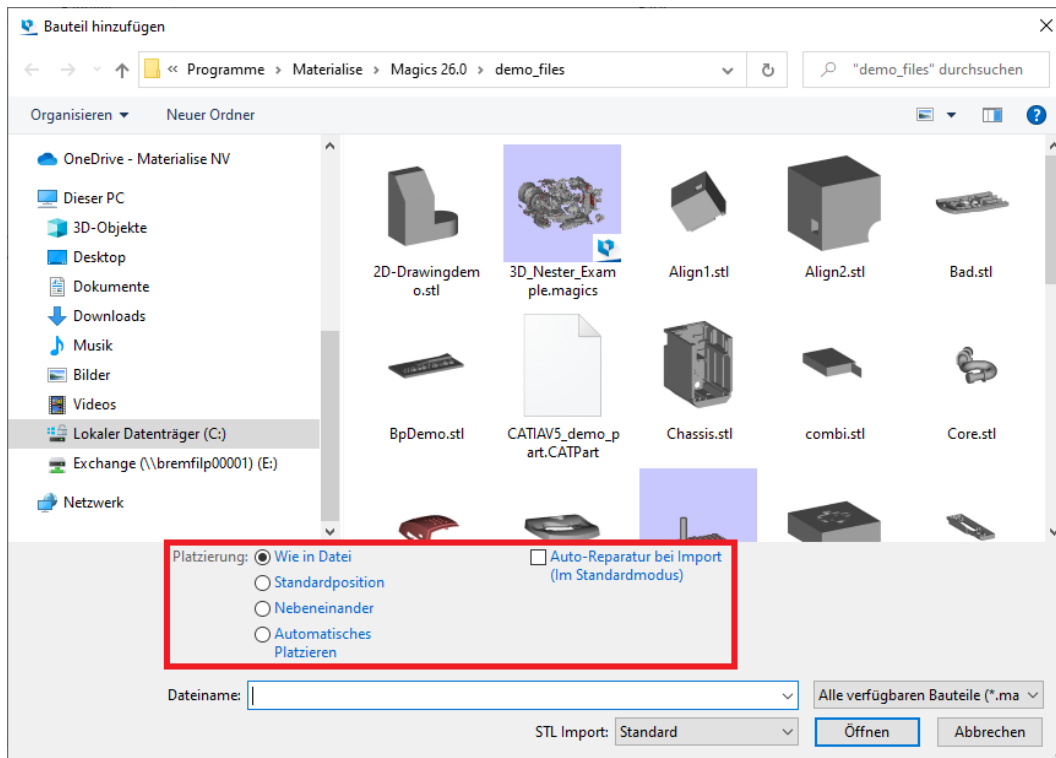 Bauteil hinzufügen
« Programme › Materialise › Magics 26.0 › demo_files
"demo_files" durchsuchen
Organisieren
Neuer Ordner
OneDrive - Materialise NV
Dieser PC
3D-Objekte
Desktop
Dokumente
Downloads
Musik
Bilder
Videos
Lokaler Datenträger (C:)
Exchange (\\bremfilp00001) (E:)
Netzwerk
2D-Drawingdem
o.stl
3D_Nester_Exam
ple.magics
Align1.stl
Align2.stl
Bad.stl
BpDemo.stl
CATIAV5_demo_p
art.CATPart
Chassis.stl
combi.stl
Core.stl
Platzierung:
Wie in Datei
Standardposition
Nebeneinander
Automatisches
Platzieren
Auto-Reparatur bei Import
(Im Standardmodus)
Dateiname:
Alle verfügbaren Bauteile (*.ma
STL Import: Standard
Öffnen
Abbrechen